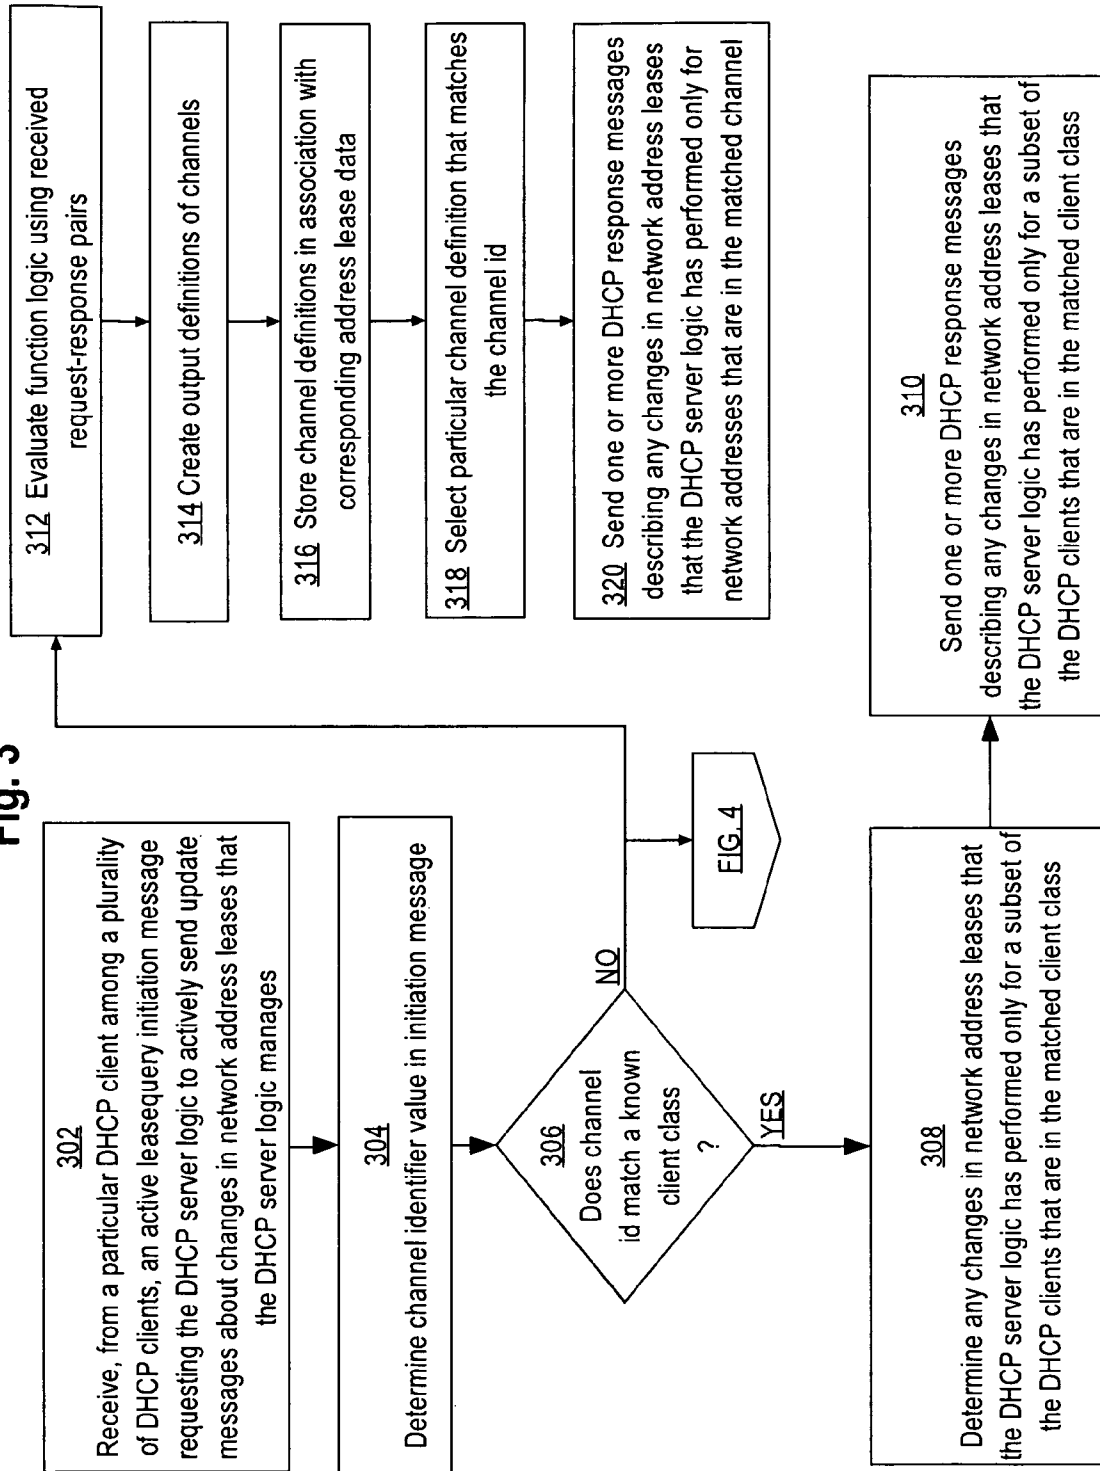 Fig. 3
302
Receive, from a particular DHCP client among a plurality
of DHCP clients, an active leasequery initiation message
requesting the DHCP server logic to actively send update
messages about changes in network address leases that
the DHCP server logic manages
304
Determine channel identifier value in initiation message
306
Does channel
id match a known
client class
?
NO
YES
FIG. 4
308
Determine any changes in network address leases that
the DHCP server logic has performed only for a subset of
the DHCP clients that are in the matched client class
310
Send one or more DHCP response messages
describing any changes in network address leases that
the DHCP server logic has performed only for a subset of
the DHCP clients that are in the matched client class
312 Evaluate function logic using received
request-response pairs
314 Create output definitions of channels
316 Store channel definitions in association with
corresponding address lease data
318 Select particular channel definition that matches
the channel id
320 Send one or more DHCP response messages
describing any changes in network address leases
that the DHCP server logic has performed only for
network addresses that are in the matched channel